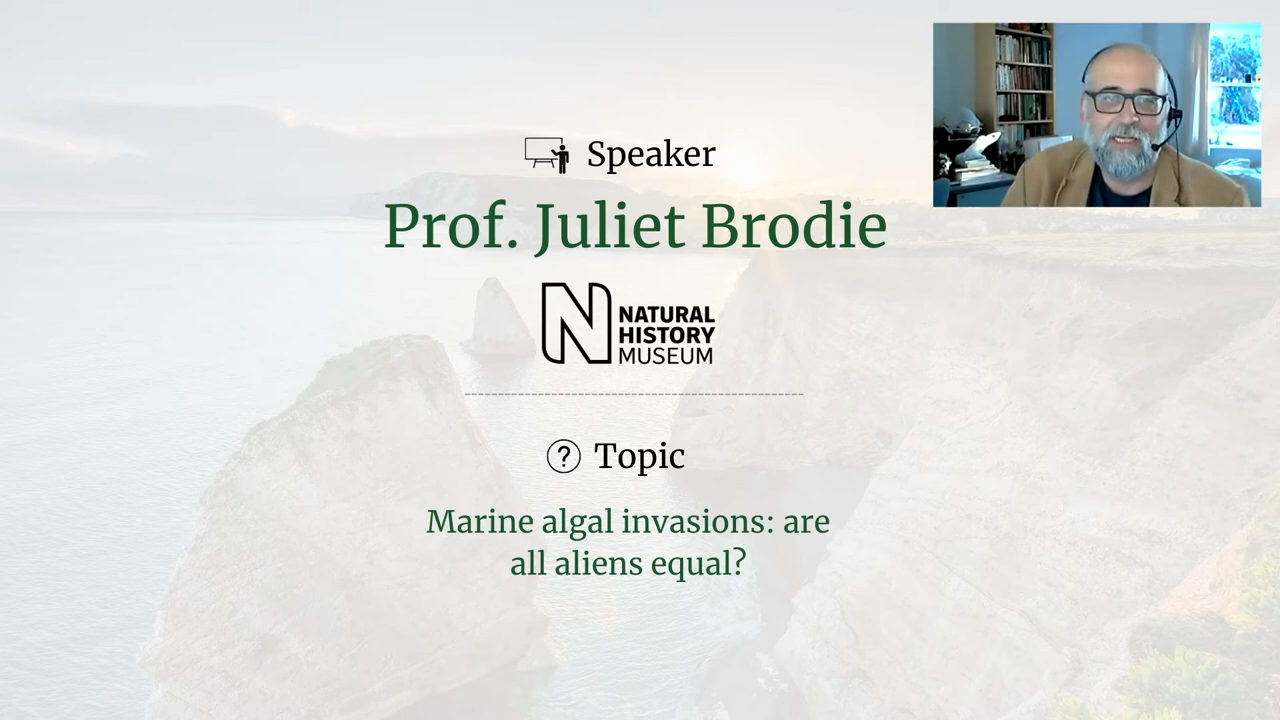 Speaker
Prof. Juliet Brodie
NATURAL
HISTORY
MUSEUM
Topic
Marine algal invasions: are
all aliens equal?